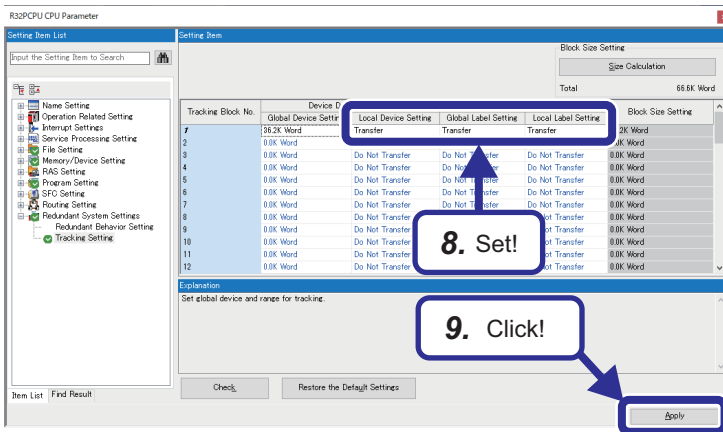 R32PCPU CPU Parameter
Setting Item List
Setting Item
Input the Setting Item to Search
Block Size Setting
Size Calculation
Total 66.6K Word
Name Setting
Operation Related Setting
Interrupt Settings
Service Processing Setting
File Setting
Memory/Device Setting
RAS Setting
Program Setting
SFC Setting
Routing Setting
Redundant System Settings
Redundant Behavior Setting
Tracking Setting
Tracking Block No. Device D
Global Device Settin Local Device Setting Global Label Setting Local Label Setting Block Size Setting
1 36.2K Word Transfer Transfer Transfer 2K Word
2 0.0K Word 0.0K Word
3 0.0K Word Do Not Transfer Do Not Transfer Do Not Transfer 0.0K Word
4 0.0K Word Do Not Transfer Do Not Transfer Do Not Transfer 0.0K Word
5 0.0K Word Do Not Transfer Do Not Transfer 0.0K Word
6 0.0K Word Do Not Transfer Do Not Transfer 0.0K Word
7 0.0K Word Do Not Transfer Do Not t Transfer 0.0K Word
8 0.0K Word Do Not Transfer Do Not t Transfer 0.0K Word
9 0.0K Word Do Not Transfer Do Not t Transfer 0.0K Word
10 0.0K Word Do Not Transfer Do Not t Transfer 0.0K Word
11 0.0K Word Do Not Transfer Do Not t Transfer 0.0K Word
12 0.0K Word Do Not Transfer Do Not Transfer 0.0K Word
8. Set!
Explanation
Set global device and range for tracking.
9. Click!
Item List Find Result
Check Restore the Default Settings
Apply